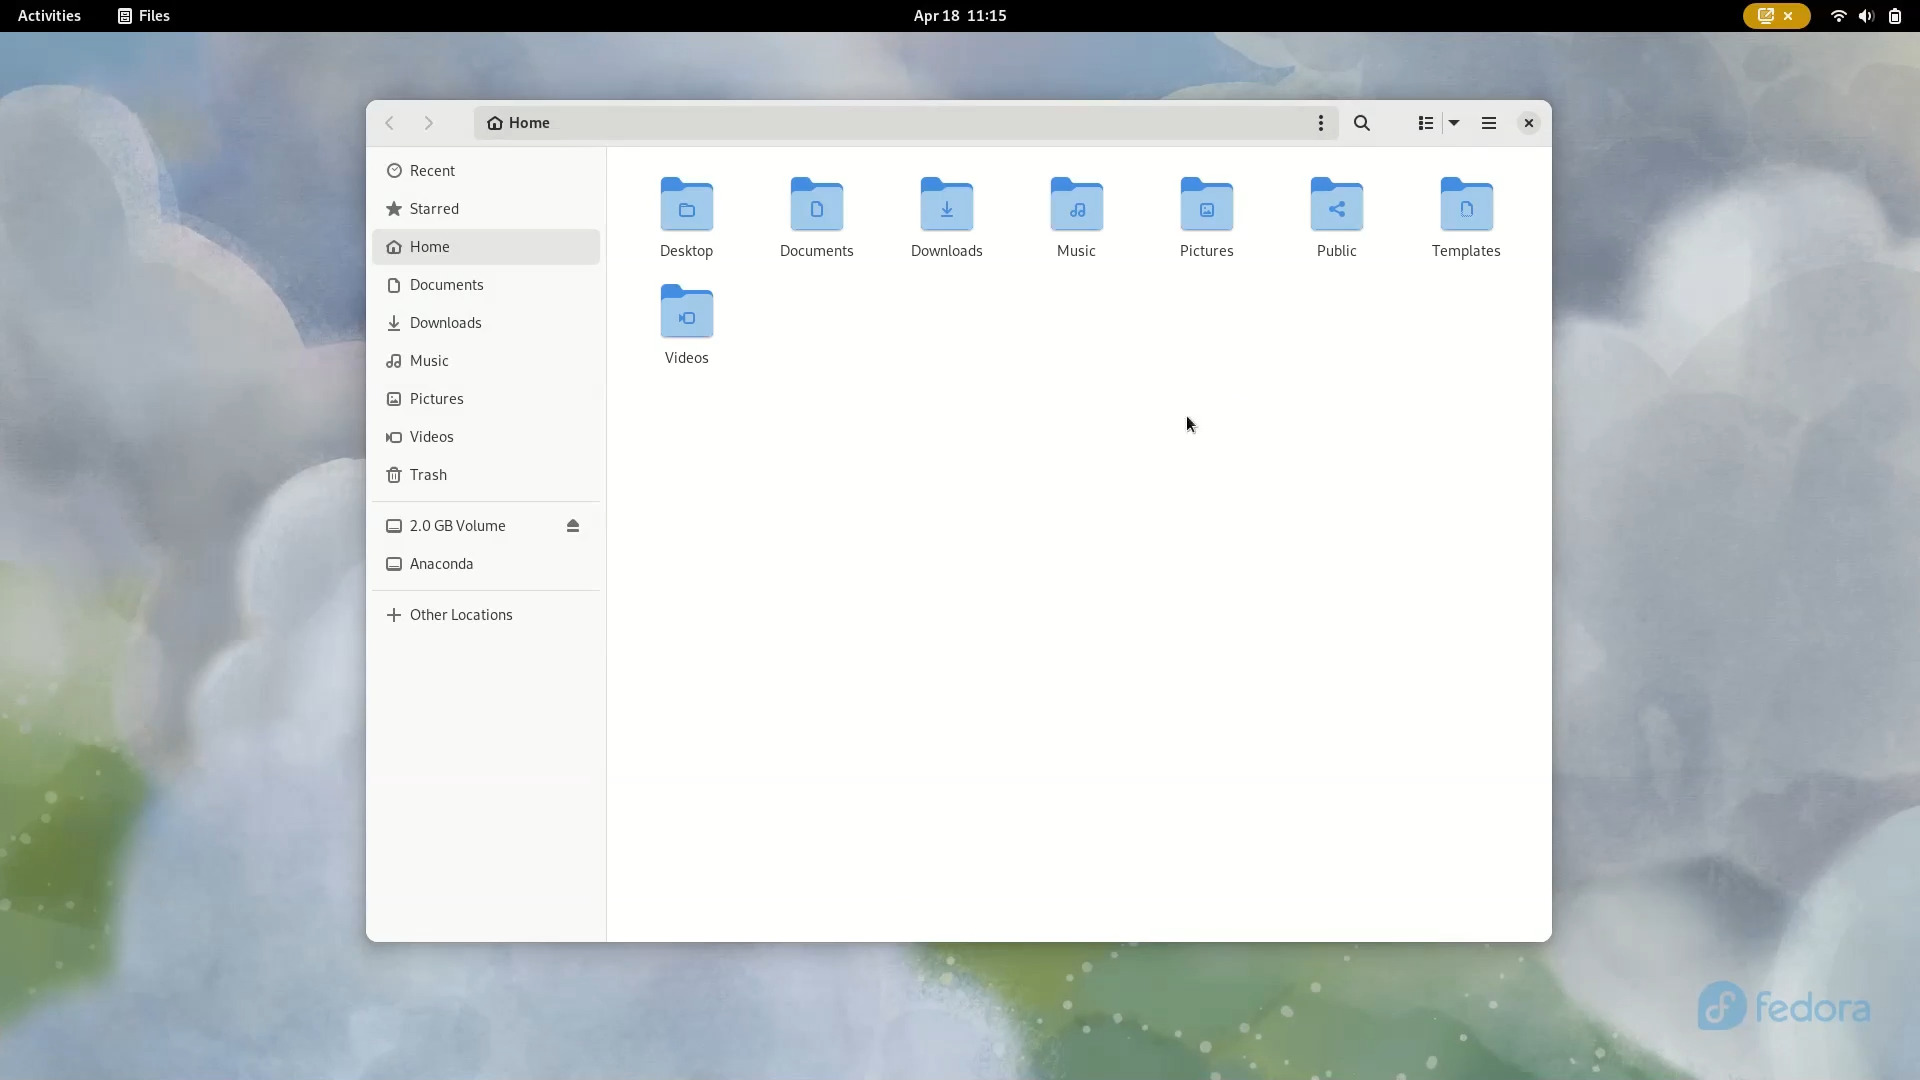 Activities
Files
Apr 18 11:15
Home
Recent
Starred
Home
Documents
Downloads
Music
Pictures
Videos
Trash
2.0 GB Volume
Anaconda
Other Locations
Desktop
Documents
Downloads
Music
Pictures
Public
Templates
Videos
fedora